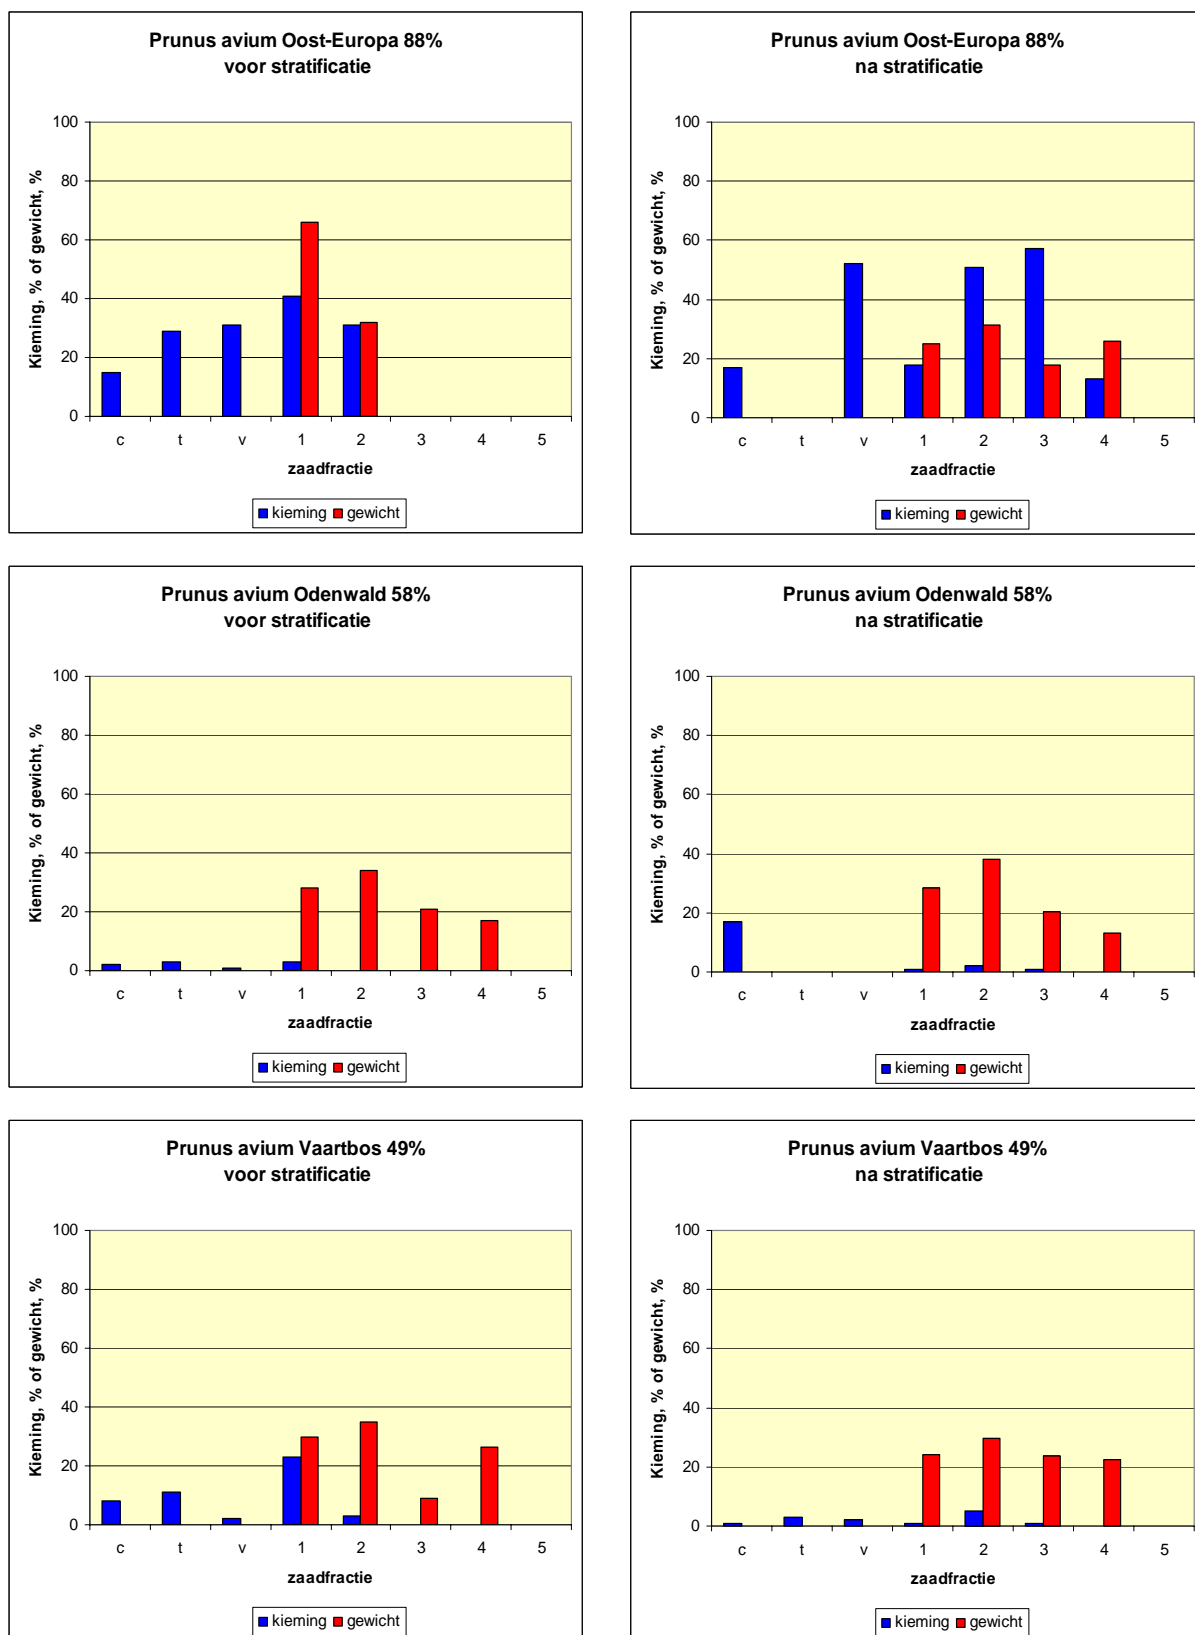 Prunus avium Oost-Europa 88%
voor stratificatie
Kieming, % of gewicht, %
100
80
60
40
20
0
c t v 1 2 3 4 5
zaadfractie
kieming gewicht
Prunus avium Oost-Europa 88%
na stratificatie
Kieming, % of gewicht, %
100
80
60
40
20
0
c t v 1 2 3 4 5
zaadfractie
kieming gewicht
Prunus avium Odenwald 58%
voor stratificatie
Kieming, % of gewicht, %
100
80
60
40
20
0
c t v 1 2 3 4 5
zaadfractie
kieming gewicht
Prunus avium Odenwald 58%
na stratificatie
Kieming, % of gewicht, %
100
80
60
40
20
0
c t v 1 2 3 4 5
zaadfractie
kieming gewicht
Prunus avium Vaartbos 49%
voor stratificatie
Kieming, % of gewicht, %
100
80
60
40
20
0
c t v 1 2 3 4 5
zaadfractie
kieming gewicht
Prunus avium Vaartbos 49%
na stratificatie
Kieming, % of gewicht, %
100
80
60
40
20
0
c t v 1 2 3 4 5
zaadfractie
kieming gewicht